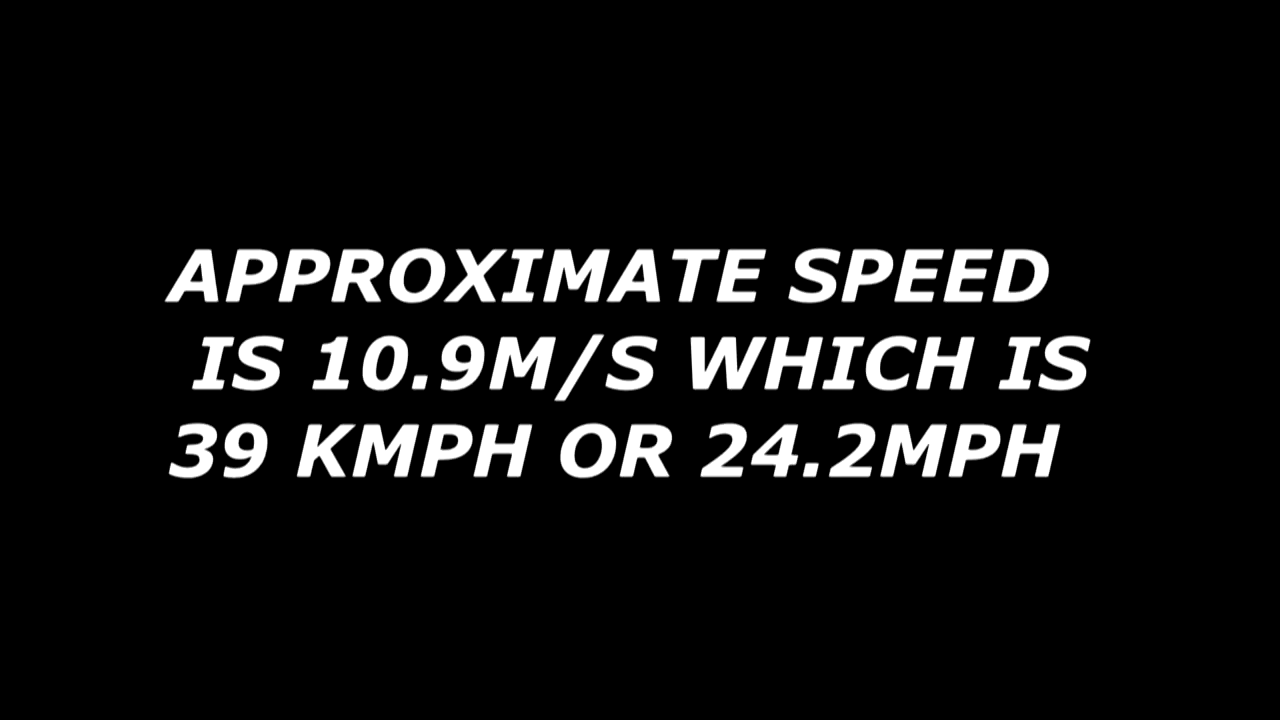 APPROXIMATE SPEED
IS 10.9M/S WHICH IS
39 KMPH OR 24.2MPH